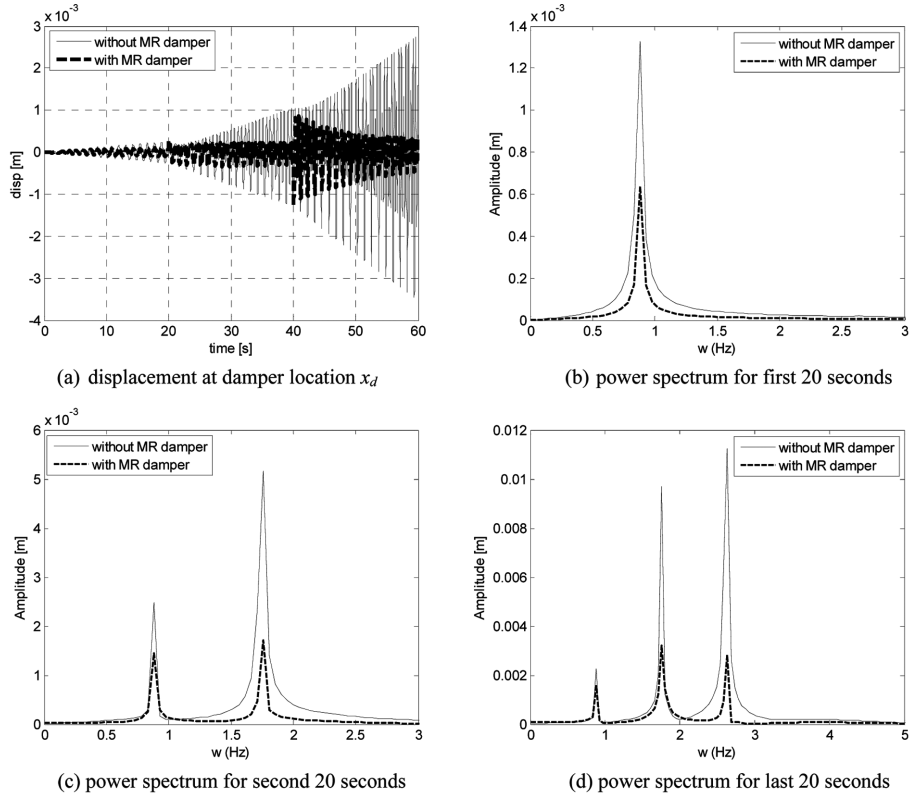 × 10⁻³
3
2
1
0
-1
-2
-3
-4
disp [m]
without MR damper
with MR damper
0 10 20 30 40 50 60
time [s]
(a) displacement at damper location x_d
× 10⁻³
1.4
1.2
1
0.8
0.6
0.4
0.2
0
Amplitude [m]
without MR damper
with MR damper
0 0.5 1 1.5 2 2.5 3
w (Hz)
(b) power spectrum for first 20 seconds
× 10⁻³
6
5
4
3
2
1
0
Amplitude [m]
without MR damper
with MR damper
0 0.5 1 1.5 2 2.5 3
w (Hz)
(c) power spectrum for second 20 seconds
0.012
0.01
0.008
0.006
0.004
0.002
0
Amplitude [m]
without MR damper
with MR damper
0 1 2 3 4 5
w (Hz)
(d) power spectrum for last 20 seconds